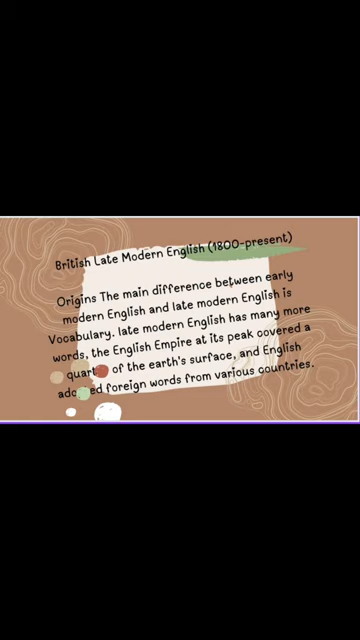 British Late Modern English (1800-present)
Origins The main difference between early
modern English and late modern English is
Vocabulary. late modern English has many more
words, the English Empire at its peak covered a
of the earth's surface, and English
foreign words from various countries.